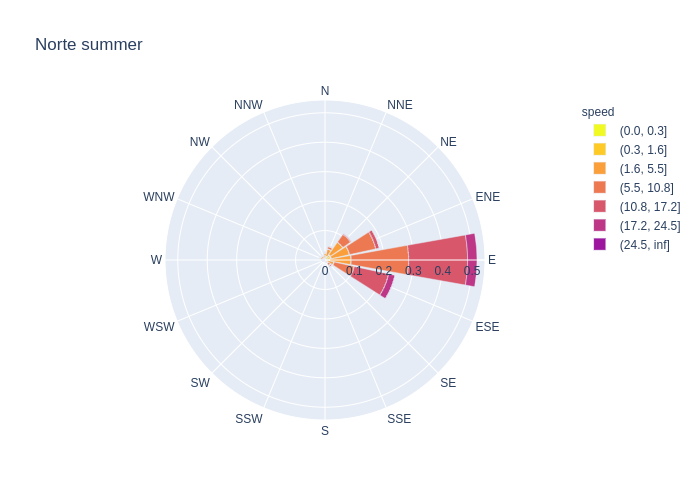 Norte summer
N
NNE
NE
ENE
E
ESE
SE
SSE
S
SSW
SW
WSW
W
WNW
NW
NNW
0 0.1 0.2 0.3 0.4 0.5
speed
(0.0, 0.3]
(0.3, 1.6]
(1.6, 5.5]
(5.5, 10.8]
(10.8, 17.2]
(17.2, 24.5]
(24.5, inf]